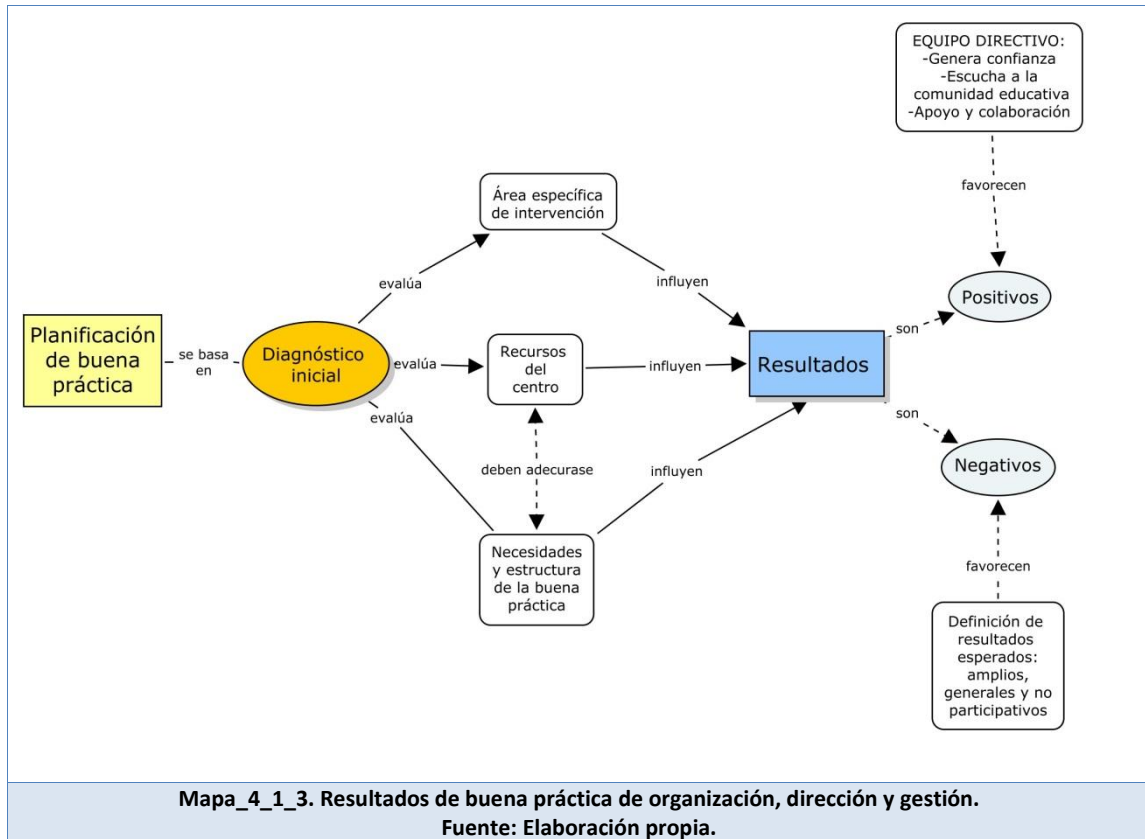 EQUIPO DIRECTIVO:
-Genera confianza
-Escucha a la
comunidad educativa
-Apoyo y colaboración
favorecen
Área específica
de intervención
evalúa
influyen
Positivos
son
Planificación
de buena
práctica
se basa
en
Diagnóstico
inicial
evalúa
Recursos
del
centro
influyen
Resultados
evalúa
son
deben adecurase
influyen
Negativos
Necesidades
y estructura
de la buena
práctica
favorecen
Definición de
resultados
esperados:
amplios,
generales y no
participativos
Mapa_4_1_3. Resultados de buena práctica de organización, dirección y gestión.
Fuente: Elaboración propia.